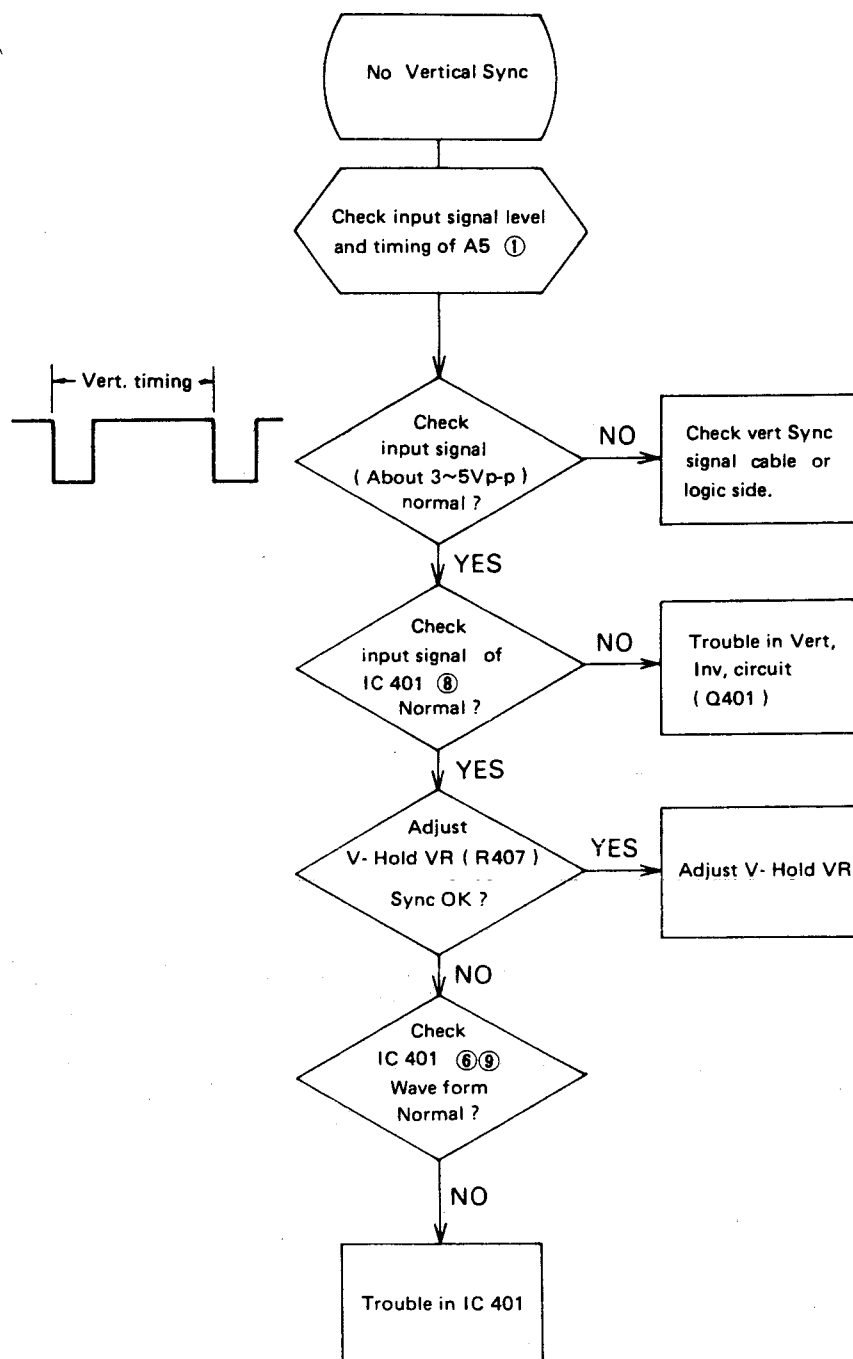 No Vertical Sync
Check input signal level
and timing of A5 ①
Vert. timing
Check
input signal
( About 3~5Vp-p )
normal ?
NO
Check vert Sync
signal cable or
logic side.
YES
Check
input signal of
IC 401 ⑧
Normal ?
NO
Trouble in Vert,
Inv, circuit
( Q401 )
YES
Adjust
V- Hold VR ( R407 )
Sync OK ?
YES
Adjust V- Hold VR
NO
Check
IC 401 ⑥⑨
Wave form
Normal ?
NO
Trouble in IC 401